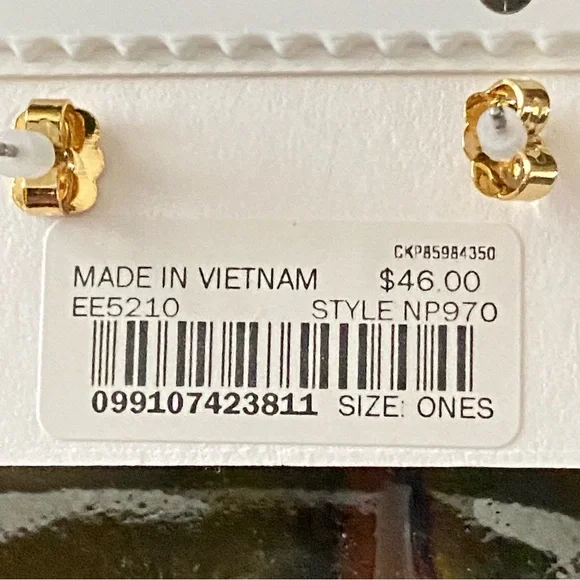 CKP85984350
MADE IN VIETNAM $46.00
EE5210 STYLE NP970
099107423811 SIZE: ONES